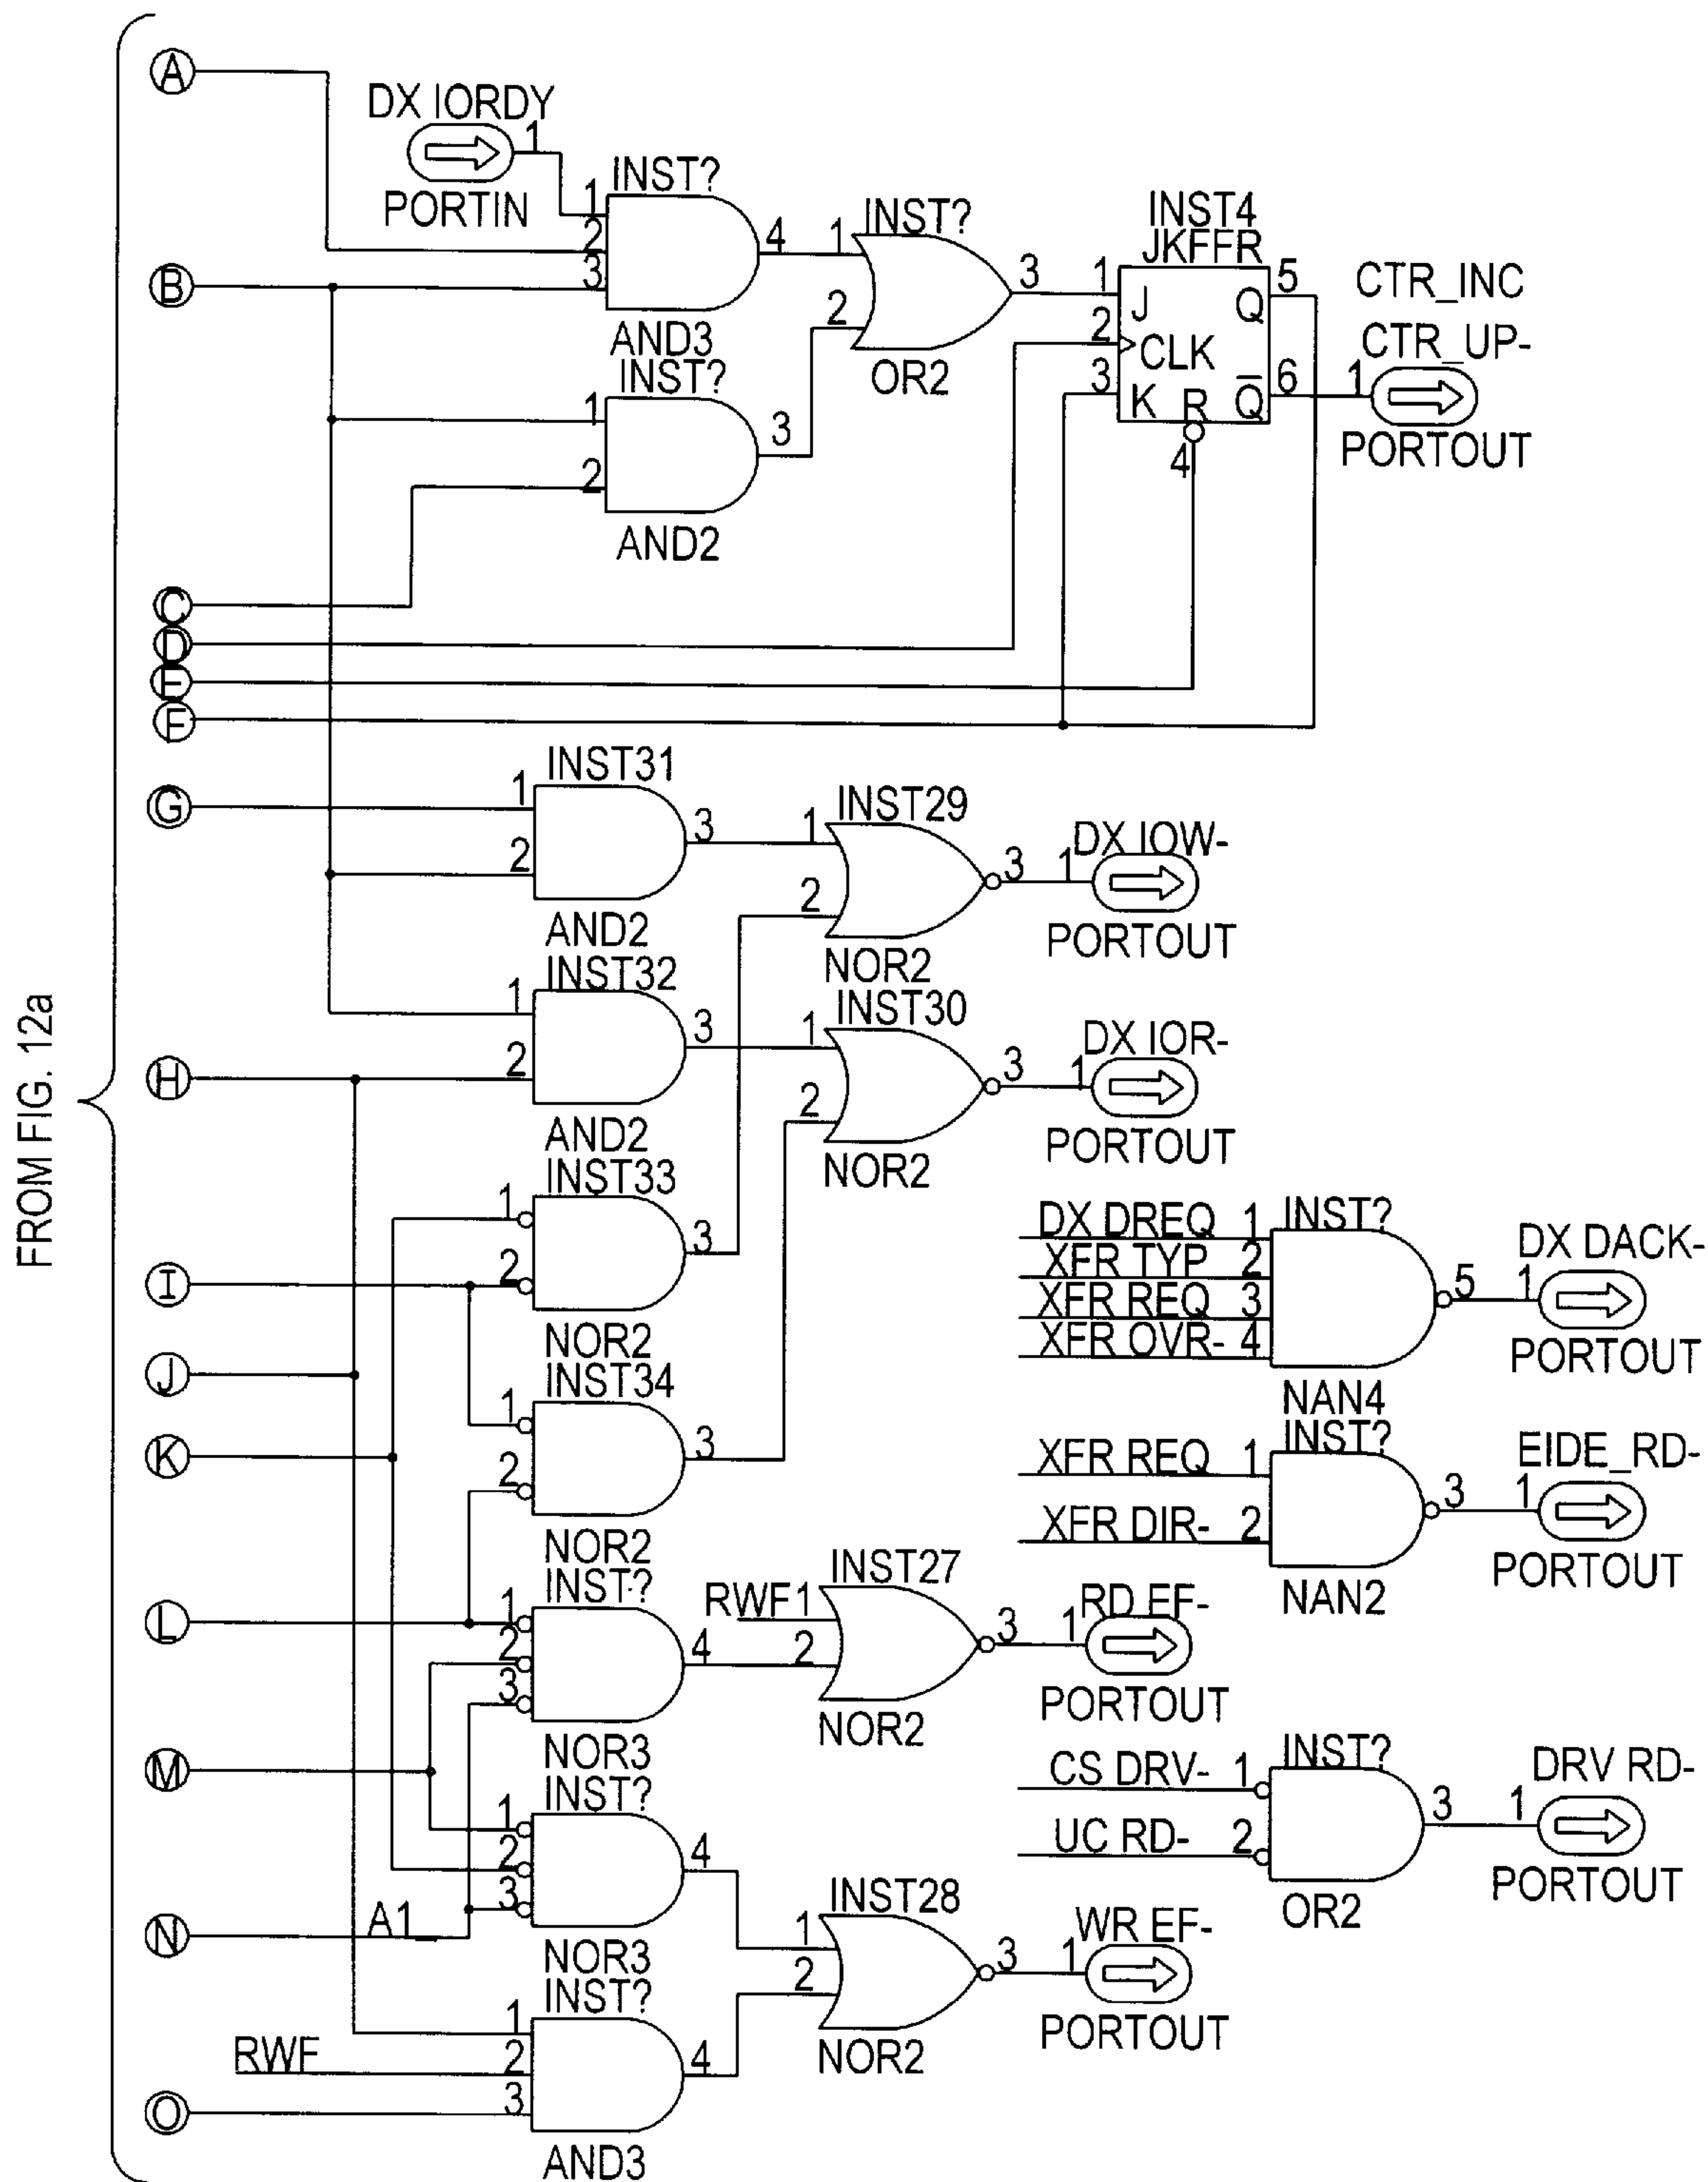 FROM FIG. 12a
A
DX IORDY
1
PORTIN
INST?
1
2
3
4
AND3
B
INST?
1
2
3
AND2
INST?
1
2
3
OR2
INST4
JKFFR
1
J
2
CLK
3
K
R
4
5
Q
6
Q̅
CTR_INC
CTR_UP-
1
PORTOUT
C
D
E
F
G
INST31
1
2
3
AND2
INST29
1
2
3
NOR2
DX IOW-
1
PORTOUT
INST32
1
2
3
AND2
H
INST30
1
2
3
NOR2
DX IOR-
1
PORTOUT
INST33
1
2
3
NOR2
I
J
INST34
1
2
3
NOR2
K
DX DREQ 1
XFR TYP 2
XFR REQ 3
XFR OVR- 4
INST?
5
NAN4
DX DACK-
1
PORTOUT
XFR REQ 1
XFR DIR- 2
INST?
3
NAN2
EIDE_RD-
1
PORTOUT
L
INST?
1
2
3
4
NOR3
INST27
RWF 1
2
3
NOR2
RD EF-
1
PORTOUT
M
INST?
1
2
3
4
NOR3
N
A1_
CS DRV- 1
UC RD- 2
INST?
3
OR2
DRV RD-
1
PORTOUT
INST28
1
2
3
NOR2
WR EF-
1
PORTOUT
INST?
1
RWF 2
3
4
AND3
O